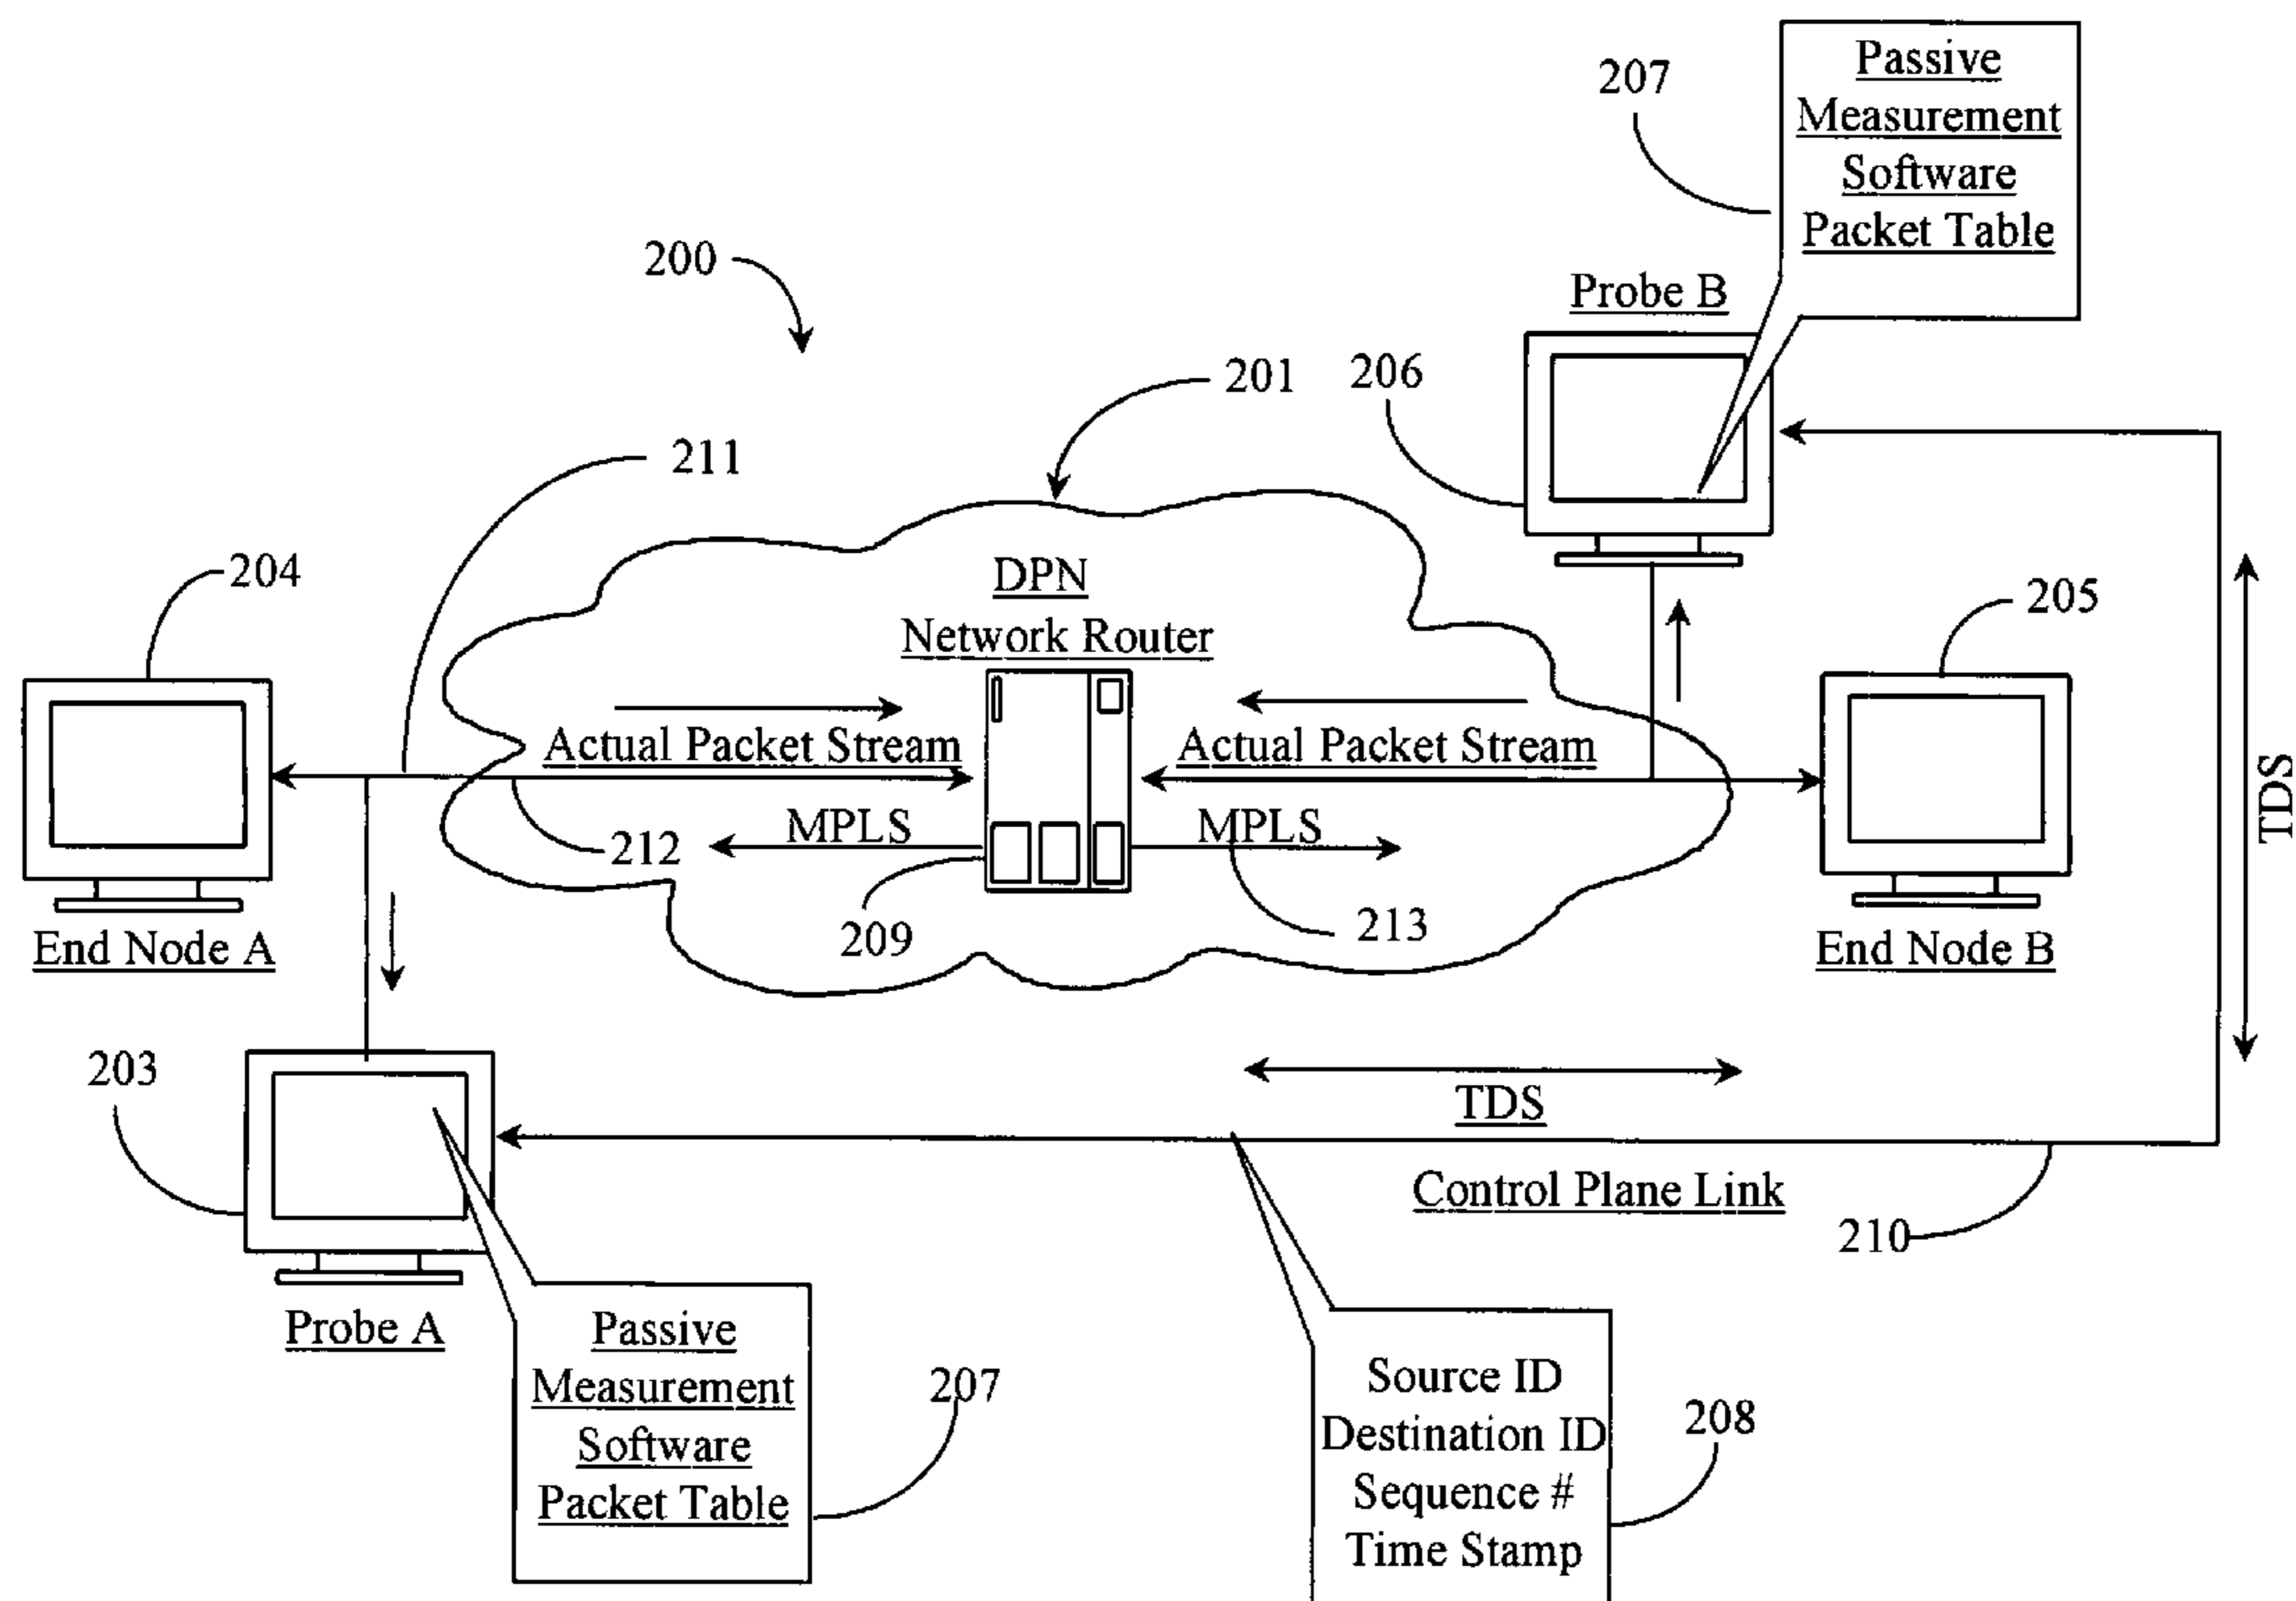 Passive
Measurement
Software
Packet Table
207
200
Probe B
201
206
211
204
DPN
Network Router
205
Actual Packet Stream
Actual Packet Stream
TDS
MPLS
MPLS
212
209
213
End Node A
End Node B
203
TDS
Control Plane Link
210
Probe A
Passive
Measurement
Software
Packet Table
207
Source ID
Destination ID
Sequence #
Time Stamp
208